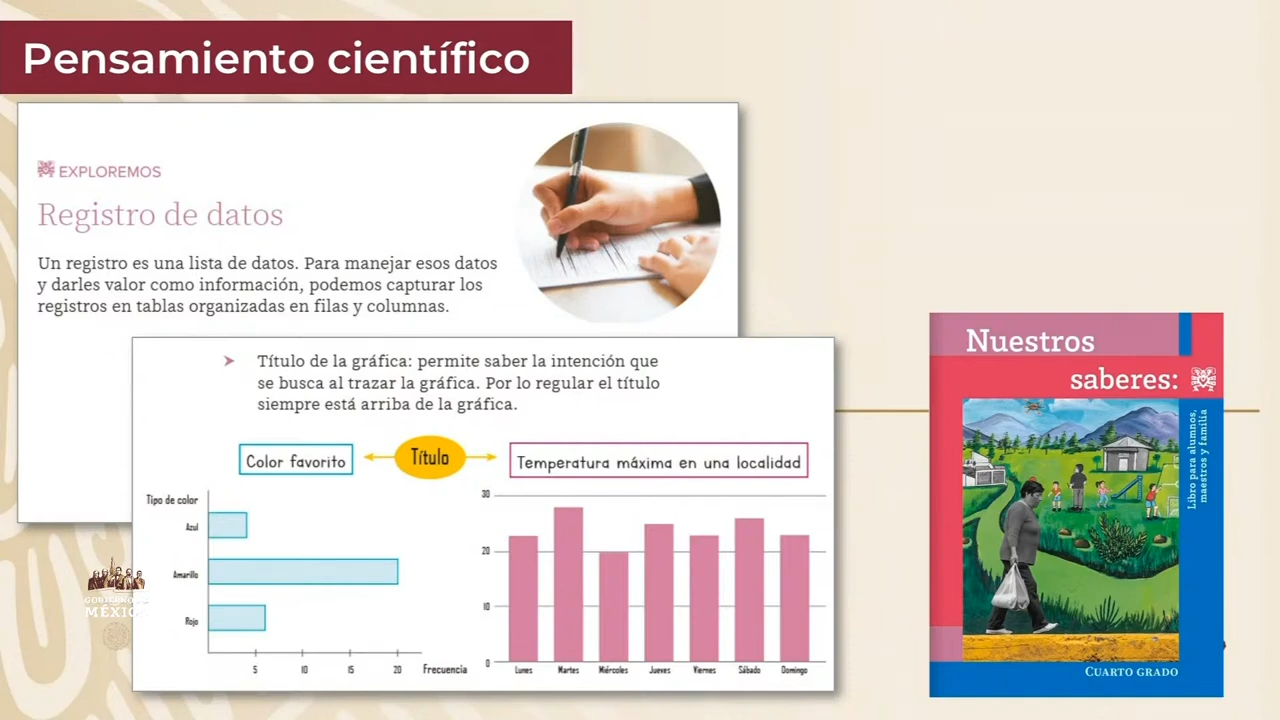 Pensamiento científico
EXPLOREMOS
Registro de datos
Un registro es una lista de datos. Para manejar esos datos
y darles valor como información, podemos capturar los
registros en tablas organizadas en filas y columnas.
Título de la gráfica: permite saber la intención que
se busca al trazar la gráfica. Por lo regular el título
siempre está arriba de la gráfica.
Color favorito
Título
Temperatura máxima en una localidad
Tipo de color
Azul
Amarillo
Rojo
5 10 15 20 Frecuencia
30
20
10
0
Lunes Martes Miércoles Jueves Viernes Sábado Domingo
GOBIERNO DE
MÉXICO
Nuestros
saberes:
Libro para alumnos,
maestros y familia
CUARTO GRADO